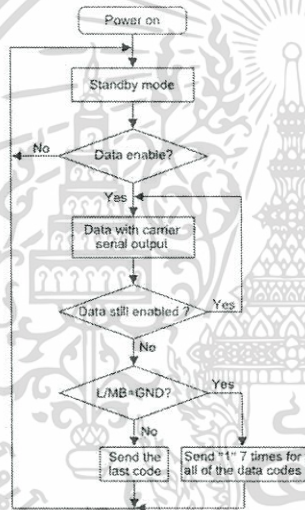 Power on
Standby mode
No
Data enable?
Yes
Data with carrier
serial output
Data still enabled ?
Yes
No
L/MB=GND?
Yes
No
Send the
last code
Send "1" 7 times for
all of the data codes